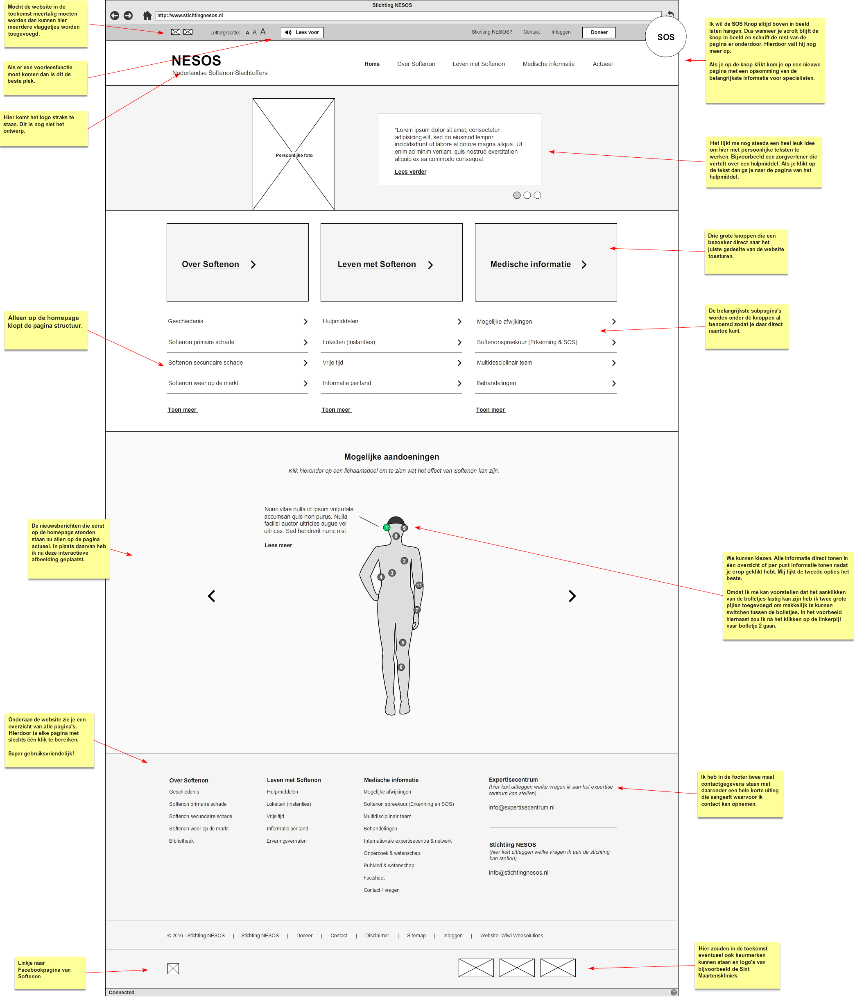 Stichting NESOS
http://www.stichtingnesos.nl
Lettergrootte: A A A
Lees voor
Stichting NESOS?
Contact
Inloggen
Doneer
SOS
NESOS
Nederlandse Softenon Slachtoffers
Home
Over Softenon
Leven met Softenon
Medische informatie
Actueel
Mocht de website in de
toekomst meertalig moeten
worden dan kunnen hier
meerdere vlaggetjes worden
toegevoegd.
Als er een voorleesfunctie
moet komen dan is dit de
beste plek.
Hier komt het logo straks te
staan. Dit is nog niet het
ontwerp.
Ik wil de SOS Knop altijd boven in beeld
laten hangen. Dus wanneer je scrolt blijft de
knop in beeld en schuift de rest van de
pagina er onderdoor. Hierdoor valt hij nog
meer op.
Als je op de knop klikt kom je op een nieuwe
pagina met een opsomming van de
belangrijkste informatie voor specialisten.
Persoonlijke foto
"Lorem ipsum dolor sit amet, consectetur
adipisicing elit, sed do eiusmod tempor
incididsdfunt ut labore et dolore magna aliqua. Ut
enim ad minim veniam, quis nostrud exercitation
aliquip ex ea commodo consequat.
Lees verder
Het lijkt me nog steeds een heel leuk idee
om hier met persoonlijke teksten te
werken. Bijvoorbeeld een zorgverlener die
vertelt over een hulpmiddel. Als je klikt op
de tekst dan ga je naar de pagina van het
hulpmiddel.
Over Softenon
Leven met Softenon
Medische informatie
Drie grote knoppen die een
bezoeker direct naar het
juiste gedeelte van de website
toesturen.
Alleen op de homepage
klopt de pagina structuur.
Geschiedenis
Softenon primaire schade
Softenon secundaire schade
Softenon weer op de markt
Toon meer
Hulpmiddelen
Loketten (instanties)
Vrije tijd
Informatie per land
Toon meer
Mogelijke afwijkingen
Softenonspreekuur (Erkenning & SOS)
Multidesciplinair team
Behandelingen
Toon meer
De belangrijkste subpagina's
worden onder de knoppen al
benoemd zodat je daar direct
naartoe kunt.
Mogelijke aandoeningen
Klik hieronder op een lichaamsdeel om te zien wat het effect van Softenon kan zijn.
Nunc vitae nulla id ipsum vulputate
accumsan quis non purus. Nulla
facilisi auctor ultricies augue vel
ultrices. Sed hendrerit nunc nisl.
Lees meer
1
9
8
2
3
4
11
7
5
6
De nieuwsberichten die eerst
op de homepage stonden
staan nu allen op de pagina
actueel. In plaats daarvan heb
ik nu deze interactieve
afbeelding geplaatst.
We kunnen kiezen. Alle informatie direct tonen in
één overzicht of per punt informatie tonen nadat
je erop geklikt hebt. Mij lijkt de tweede opties het
beste.
Omdat ik me kan voorstellen dat het aanklikken
van de bolletjes lastig kan zijn heb ik twee grote
pijlen toegevoegd om makkelijk te kunnen
switchen tussen de bolletjes. In het voorbeeld
hiernaast zou ik na het klikken op de linkerpijl
naar bolletje 2 gaan.
Onderaan de website zie je een
overzicht van alle pagina's.
Hierdoor is elke pagina met
slechts één klik te bereiken.
Super gebruiksvriendelijk!
Over Softenon
Geschiedenis
Softenon primaire schade
Softenon secundaire schade
Softenon weer op de markt
Bibliotheek
Leven met Softenon
Hulpmiddelen
Loketten (instanties)
Vrije tijd
Informatie per land
Ervaringsverhalen
Medische informatie
Mogelijke afwijkingen
Softenon spreekuur (Erkenning en SOS)
Multidisciplinair team
Behandelingen
Internationale expertisecentra & netwerk
Onderzoek & wetenschap
PubMed & wetenschap
Factsheet
Contact / vragen
Expertisecentrum
(hier kort uitleggen welke vragen ik aan het expertise
centrum kan stellen)
info@expertisecentrum.nl
Stichting NESOS
(hier kort uitleggen welke vragen ik aan de stichting
kan stellen)
info@stichtingnesos.nl
Ik heb in de footer twee maal
contactgegevens staan met
daaronder een hele korte uitleg
die aangeeft waarvoor ik
contact kan opnemen.
© 2016 - Stichting NESOS | Stichting NESOS | Doneer | Contact | Disclaimer | Sitemap | Inloggen | Website: Wiwi Websolutions
Linkje naar
Facebookpagina van
Softenon
Hier zouden in de toekomst
eventueel ook keurmerken
kunnen staan en logo's van
bijvoorbeeld de Sint
Maartenskliniek.
Connected